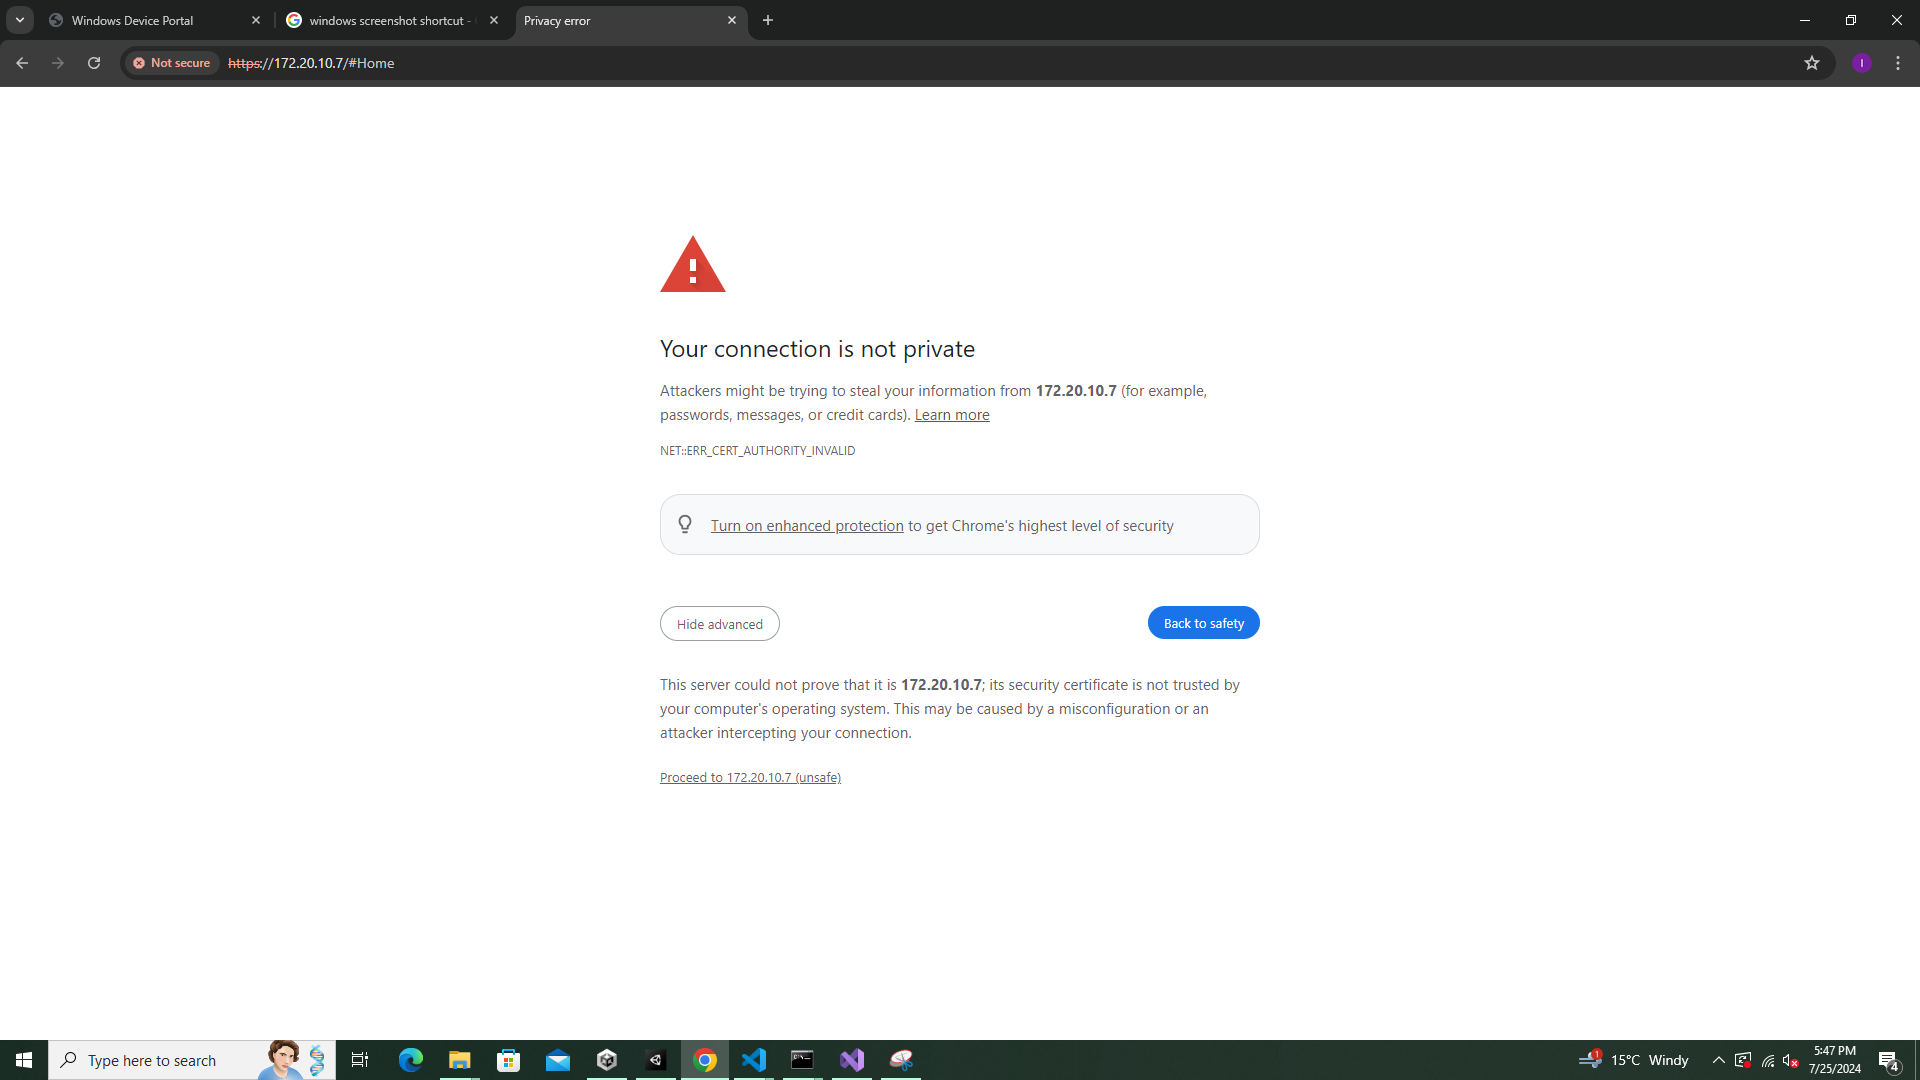 Windows Device Portal
windows screenshot shortcut -
Privacy error
Not secure
https://172.20.10.7/#Home
I
Your connection is not private
Attackers might be trying to steal your information from 172.20.10.7 (for example,
passwords, messages, or credit cards). Learn more
NET::ERR_CERT_AUTHORITY_INVALID
Turn on enhanced protection to get Chrome's highest level of security
Hide advanced
Back to safety
This server could not prove that it is 172.20.10.7; its security certificate is not trusted by
your computer's operating system. This may be caused by a misconfiguration or an
attacker intercepting your connection.
Proceed to 172.20.10.7 (unsafe)
Type here to search
1
15°C Windy
5:47 PM
7/25/2024
4